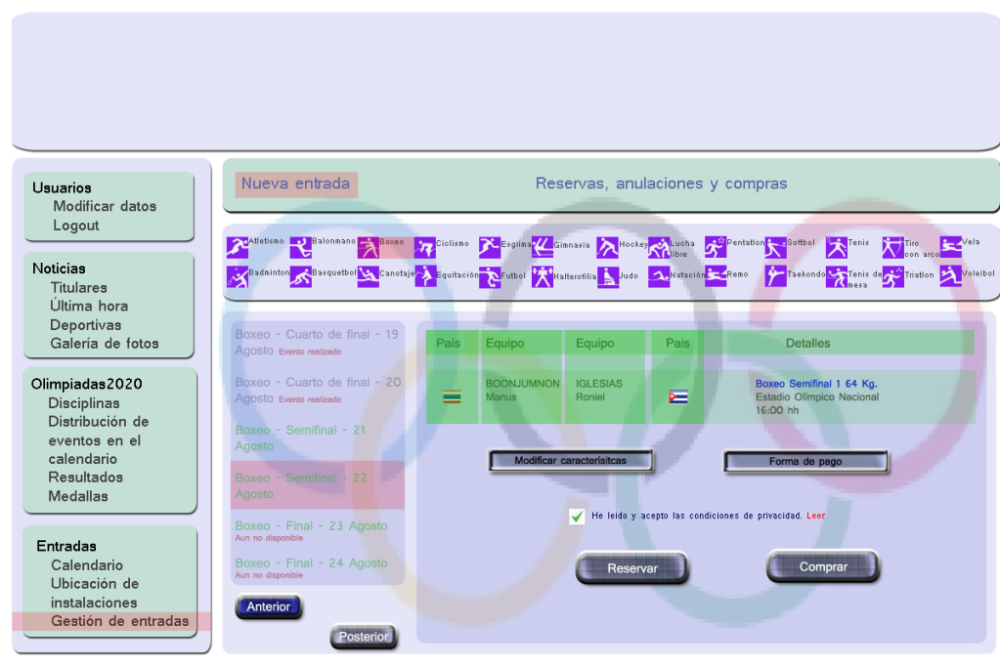 Usuarios
Modificar datos
Logout
Noticias
Titulares
Última hora
Deportivas
Galería de fotos
Olimpiadas2020
Disciplinas
Distribución de
eventos en el
calendario
Resultados
Medallas
Entradas
Calendario
Ubicación de
instalaciones
Gestión de entradas
Nueva entrada
Reservas, anulaciones y compras
Atletismo
Balonmano
Boxeo
Ciclismo
Esgrima
Gimnasia
Hockey
Lucha
libre
Pentatlon
Softbol
Tenis
Tiro
con arco
Vela
Badminton
Basquetbol
Canotaje
Equitación
Futbol
Halterofilia
Judo
Natación
Remo
Taekondo
Tenis de
mesa
Triatlon
Voleibol
Boxeo - Cuarto de final - 19
Agosto Evento realizado
Boxeo - Cuarto de final - 20
Agosto Evento realizado
Boxeo - Semifinal - 21
Agosto
Boxeo - Semifinal - 22
Agosto
Boxeo - Final - 23 Agosto
Aun no disponible
Boxeo - Final - 24 Agosto
Aun no disponible
Anterior
Posterior
País Equipo Equipo País Detalles
BOONJUMNON
Manus
IGLESIAS
Roniel
Boxeo Semifinal 1 64 Kg.
Estadio Olímpico Nacional
16:00 hh
Modificar caracterísitcas
Forma de pago
He leido y acepto las condiciones de privacidad. Leer
Reservar
Comprar